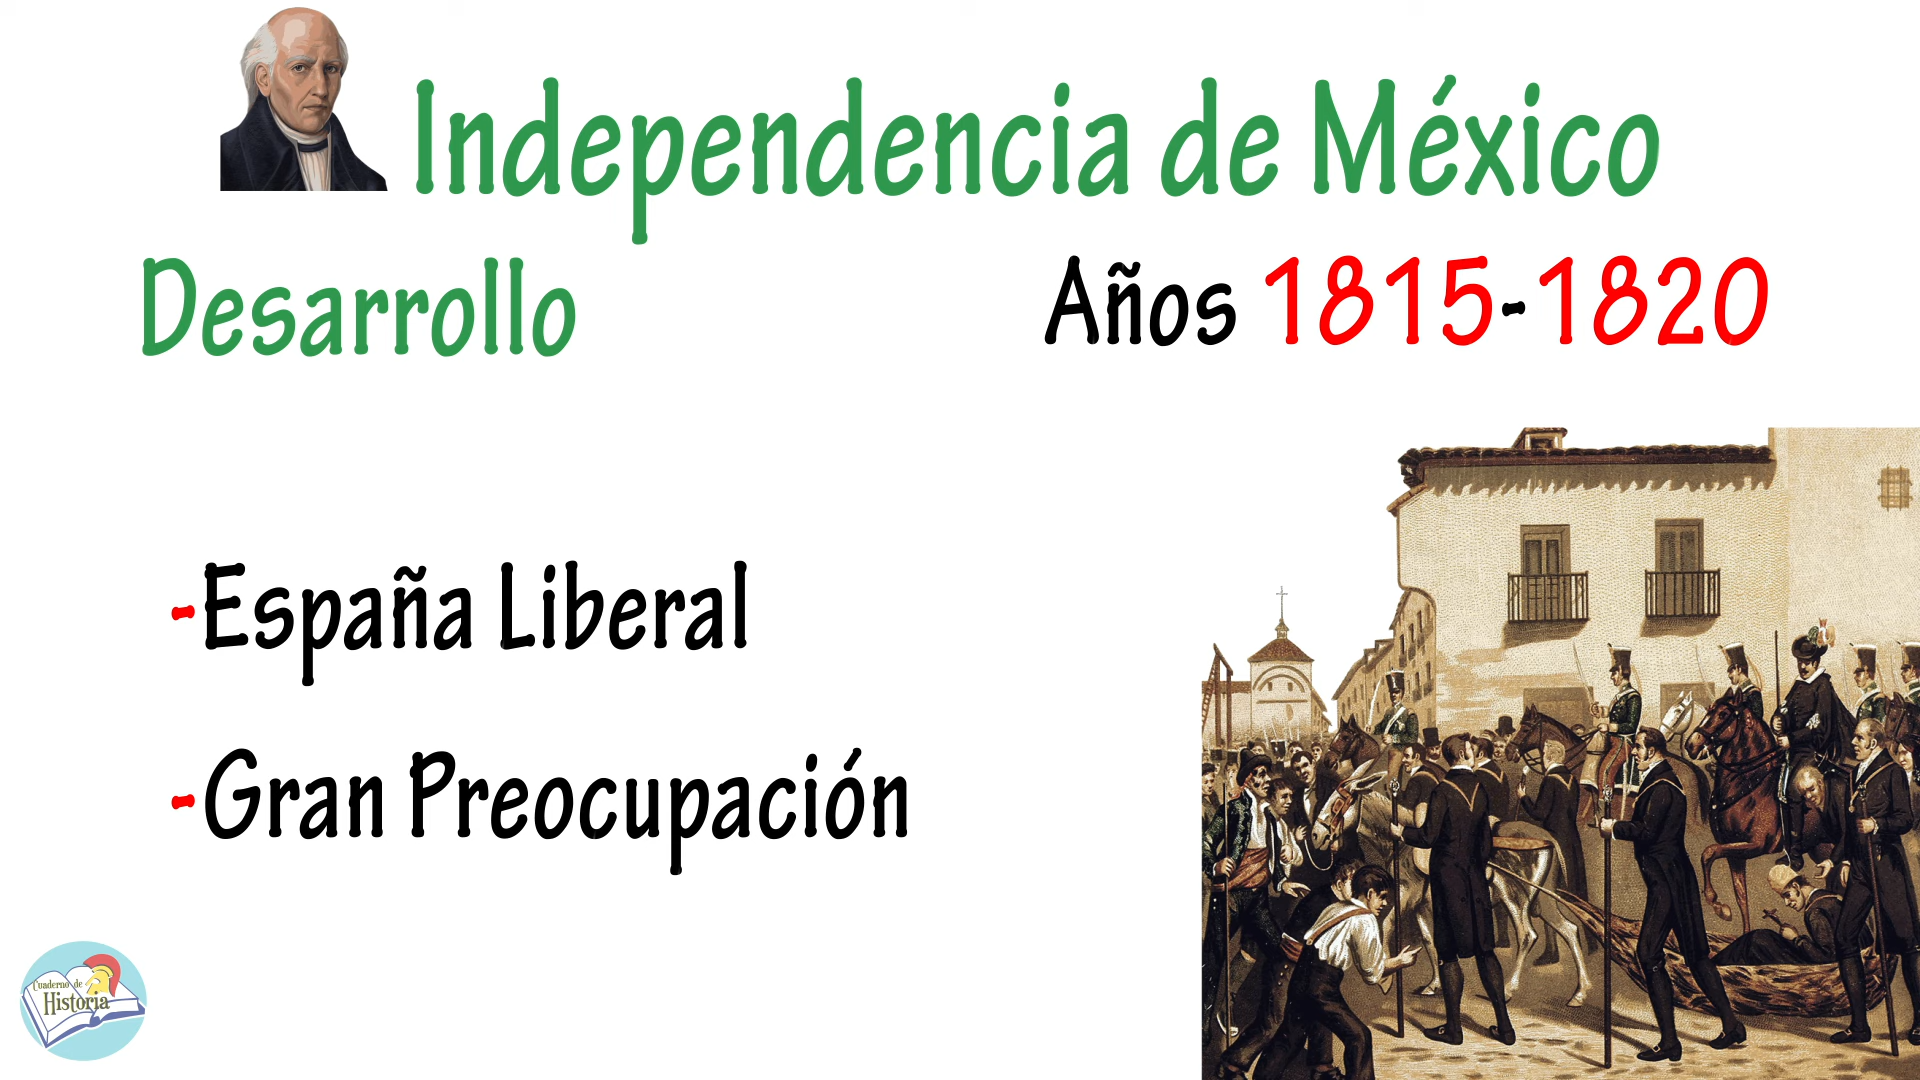 Independencia de México
Desarrollo
Años 1815-1820
-España Liberal
-Gran Preocupación
Cuaderno de
Historia